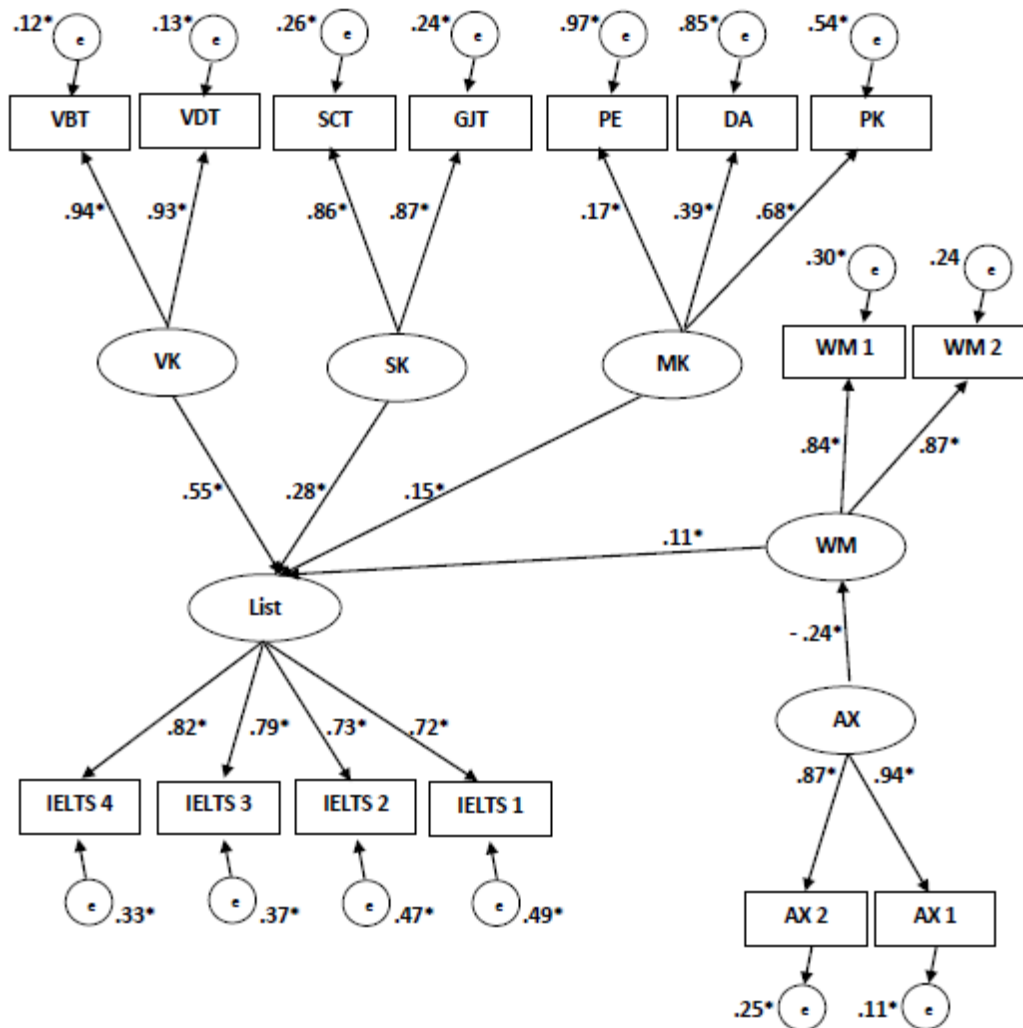 .12* e .13* e .26* e .24* e .97* e .85* e .54* e
VBT VDT SCT GJT PE DA PK
.94* .93* .86* .87* .17* .39* .68*
.30* e .24 e
WM 1 WM 2
VK SK MK
.84* .87*
.55* .28* .15*
.11* WM
List
- .24*
AX
.82* .79* .73* .72*
.87* .94*
IELTS 4 IELTS 3 IELTS 2 IELTS 1
e .33* e .37* e .47* e .49*
AX 2 AX 1
.25* e .11* e